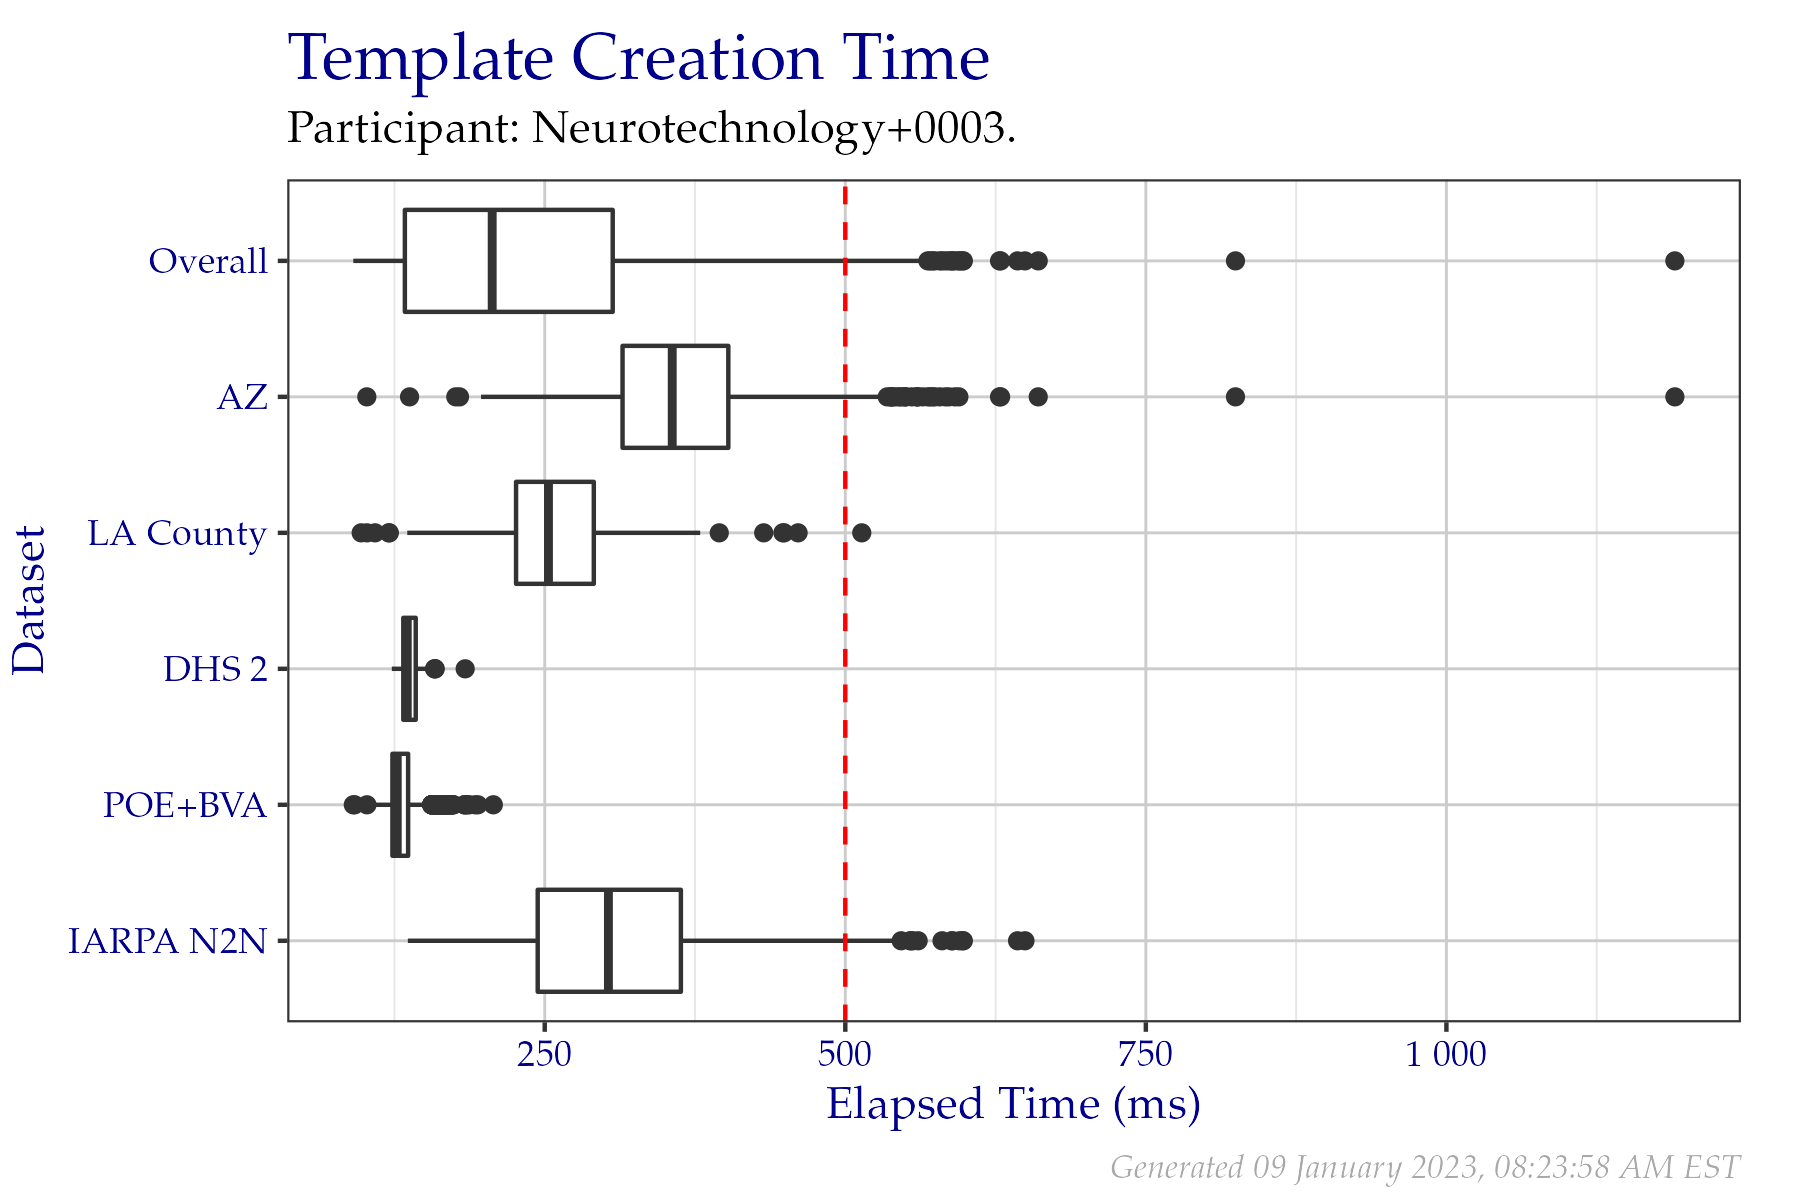 Template Creation Time
Participant: Neurotechnology+0003.
Overall
AZ
LA County
DHS 2
POE+BVA
IARPA N2N
Dataset
250 500 750 1 000
Elapsed Time (ms)
Generated 09 January 2023, 08:23:58 AM EST